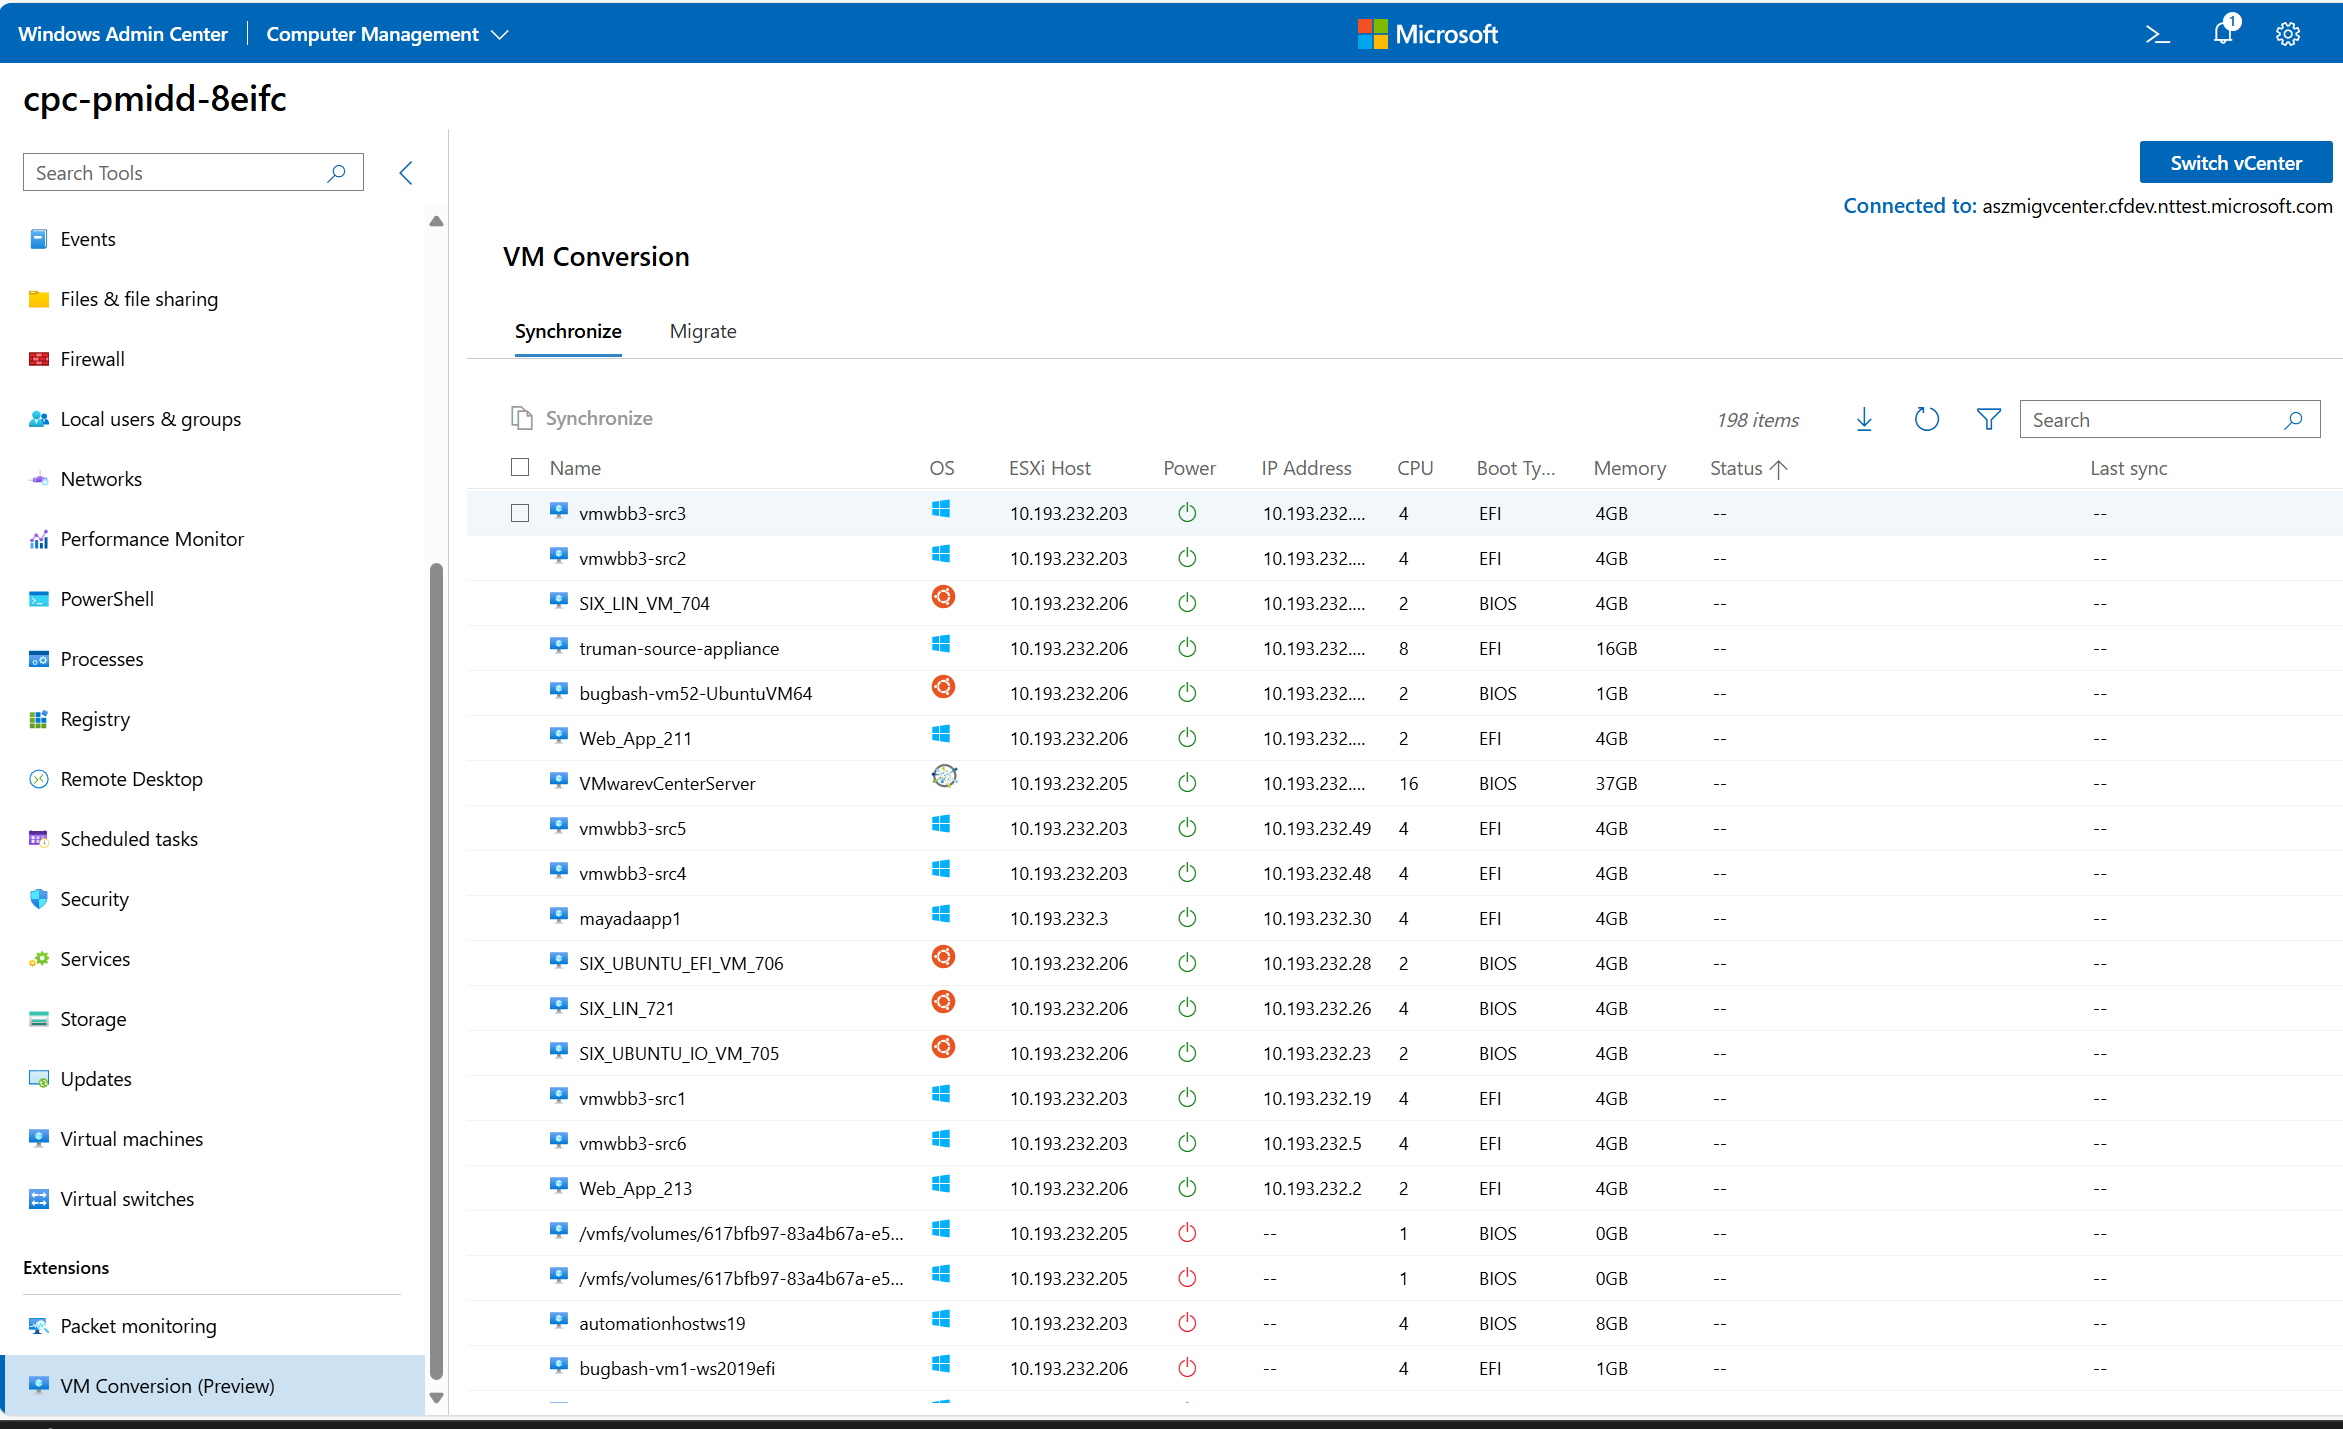 Windows Admin Center
Computer Management
Microsoft
1
cpc-pmidd-8eifc
Search Tools
Switch vCenter
Connected to: aszmigvcenter.cfdev.nttest.microsoft.com
Events
Files & file sharing
Firewall
Local users & groups
Networks
Performance Monitor
PowerShell
Processes
Registry
Remote Desktop
Scheduled tasks
Security
Services
Storage
Updates
Virtual machines
Virtual switches
Extensions
Packet monitoring
VM Conversion (Preview)
VM Conversion
Synchronize Migrate
Synchronize 198 items Search
Name OS ESXi Host Power IP Address CPU Boot Ty... Memory Status Last sync
vmwbb3-src3 10.193.232.203 10.193.232.... 4 EFI 4GB -- --
vmwbb3-src2 10.193.232.203 10.193.232.... 4 EFI 4GB -- --
SIX_LIN_VM_704 10.193.232.206 10.193.232.... 2 BIOS 4GB -- --
truman-source-appliance 10.193.232.206 10.193.232.... 8 EFI 16GB -- --
bugbash-vm52-UbuntuVM64 10.193.232.206 10.193.232.... 2 BIOS 1GB -- --
Web_App_211 10.193.232.206 10.193.232.... 2 EFI 4GB -- --
VMwarevCenterServer 10.193.232.205 10.193.232.... 16 BIOS 37GB -- --
vmwbb3-src5 10.193.232.203 10.193.232.49 4 EFI 4GB -- --
vmwbb3-src4 10.193.232.203 10.193.232.48 4 EFI 4GB -- --
mayadaapp1 10.193.232.3 10.193.232.30 4 EFI 4GB -- --
SIX_UBUNTU_EFI_VM_706 10.193.232.206 10.193.232.28 2 BIOS 4GB -- --
SIX_LIN_721 10.193.232.206 10.193.232.26 4 BIOS 4GB -- --
SIX_UBUNTU_IO_VM_705 10.193.232.206 10.193.232.23 2 BIOS 4GB -- --
vmwbb3-src1 10.193.232.203 10.193.232.19 4 EFI 4GB -- --
vmwbb3-src6 10.193.232.203 10.193.232.5 4 EFI 4GB -- --
Web_App_213 10.193.232.206 10.193.232.2 2 EFI 4GB -- --
/vmfs/volumes/617bfb97-83a4b67a-e5... 10.193.232.205 -- 1 BIOS 0GB -- --
/vmfs/volumes/617bfb97-83a4b67a-e5... 10.193.232.205 -- 1 BIOS 0GB -- --
automationhostws19 10.193.232.203 -- 4 BIOS 8GB -- --
bugbash-vm1-ws2019efi 10.193.232.206 -- 4 EFI 1GB -- --